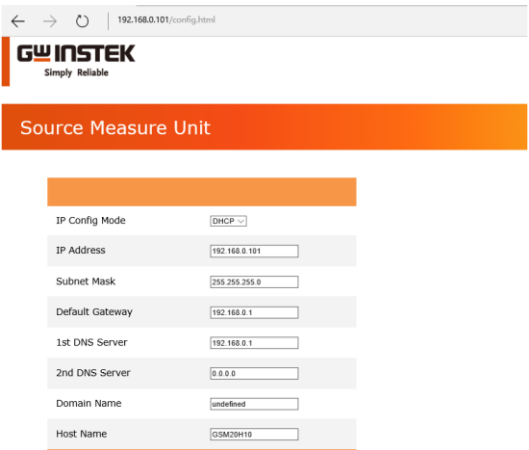 192.168.0.101/config.html
GW INSTEK
Simply Reliable
Source Measure Unit
IP Config Mode DHCP
IP Address 192.168.0.101
Subnet Mask 255.255.255.0
Default Gateway 192.168.0.1
1st DNS Server 192.168.0.1
2nd DNS Server 0.0.0.0
Domain Name undefined
Host Name GSM20H10